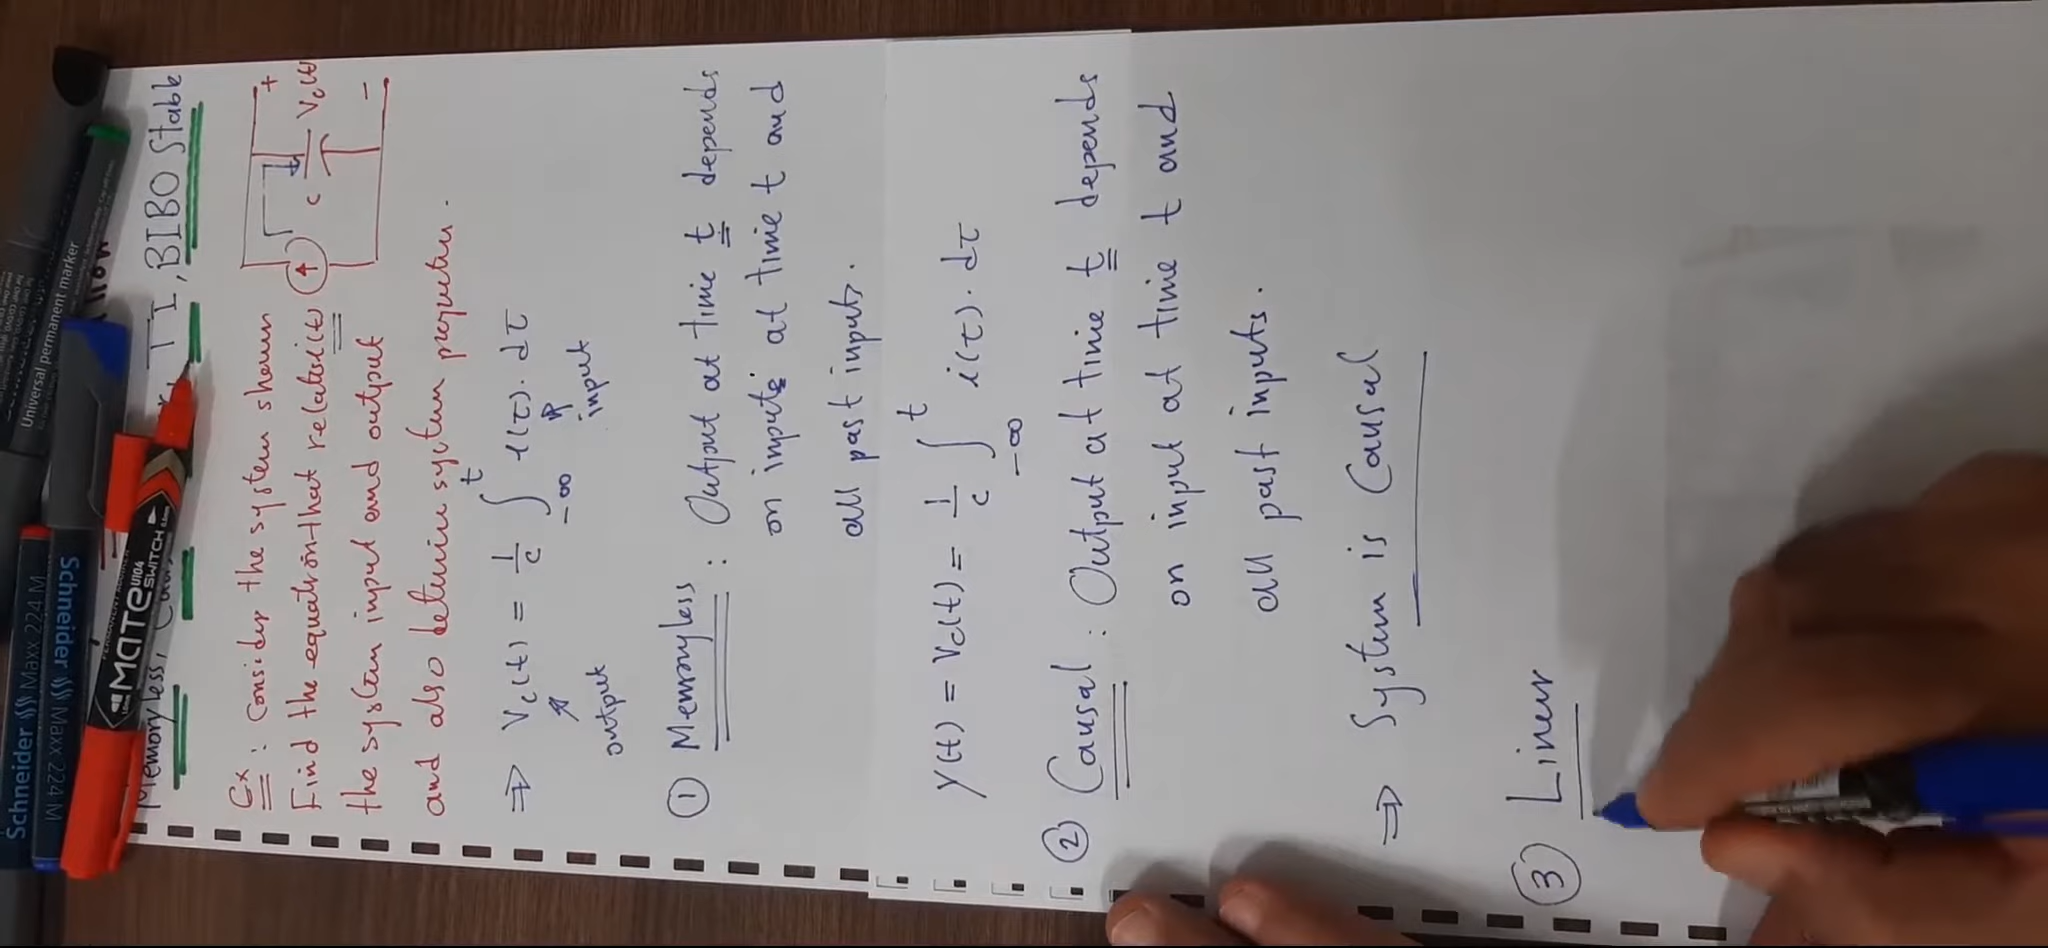 Memoryless,
TI, BIBO Stable
Ex: Consider the system shown
Find the equation that relates i(t)
the system input and output
and also determine system properties.
c
+
Vc(t)
-
⇒ Vc(t) = 1/c ∫_{-∞}^{t} i(τ).dτ
output
input
① Memoryless : Output at time t depends
on inputs at time t and
all past inputs.
y(t) = Vc(t) = 1/c ∫_{-∞}^{t} i(τ).dτ
② Causal : Output at time t depends
on input at time t and
all past inputs.
⇒ System is Causal
③ Linear
Schneider Maxx 224 M
Schneider Maxx 224 M
MATE U104
SWITCH
Universal permanent marker